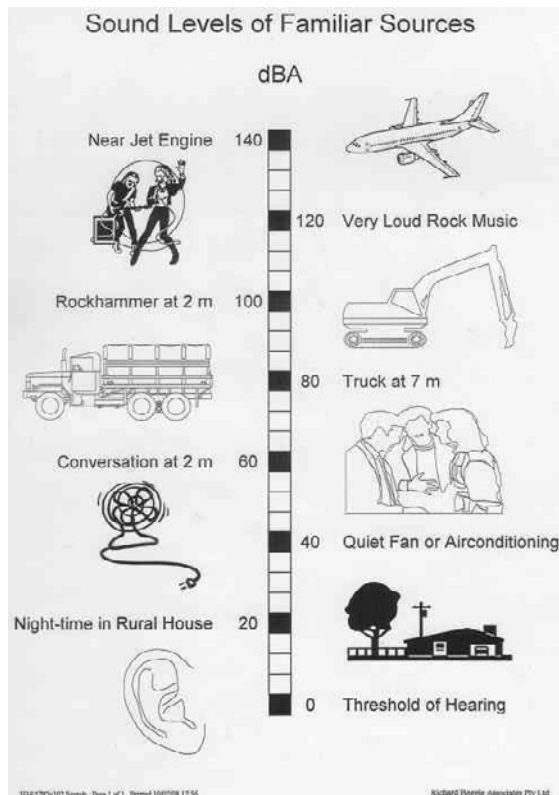 Sound Levels of Familiar Sources
dBA
Near Jet Engine 140
120 Very Loud Rock Music
Rockhammer at 2 m 100
80 Truck at 7 m
Conversation at 2 m 60
40 Quiet Fan or Airconditioning
Night-time in Rural House 20
0 Threshold of Hearing
Richard Heggie Associates Pty Ltd